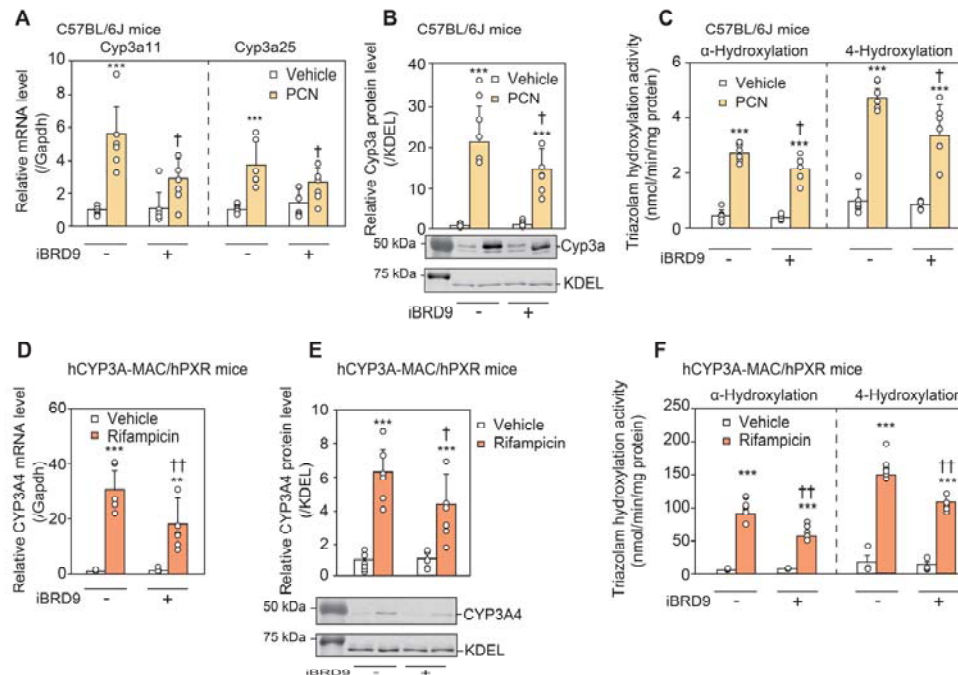 A
C57BL/6J mice
Cyp3a11
Cyp3a25
Vehicle
PCN
Vehicle
PCN
Relative mRNA level
(/Gapdh)
10
8
6
4
2
0
***
†
***
†
iBRD9
-
+
-
+
B
C57BL/6J mice
Vehicle
PCN
Relative Cyp3a protein level
(/KDEL)
40
30
20
10
0
***
†
***
50 kDa
Cyp3a
75 kDa
KDEL
iBRD9
-
+
C
C57BL/6J mice
α-Hydroxylation
4-Hydroxylation
Vehicle
PCN
Triazolam hydroxylation activity
(nmol/min/mg protein)
6
4
2
0
***
†
***
***
†
***
iBRD9
-
+
-
+
D
hCYP3A-MAC/hPXR mice
Vehicle
Rifampicin
Relative CYP3A4 mRNA level
(/Gapdh)
60
40
20
0
***
††
**
iBRD9
-
+
E
hCYP3A-MAC/hPXR mice
Vehicle
Rifampicin
Relative CYP3A4 protein level
(/KDEL)
10
8
6
4
2
0
***
†
***
50 kDa
CYP3A4
75 kDa
KDEL
iBRD9
-
+
F
hCYP3A-MAC/hPXR mice
α-Hydroxylation
4-Hydroxylation
Vehicle
Rifampicin
Triazolam hydroxylation activity
(nmol/min/mg protein)
250
200
150
100
50
0
***
††
***
***
††
***
iBRD9
-
+
-
+